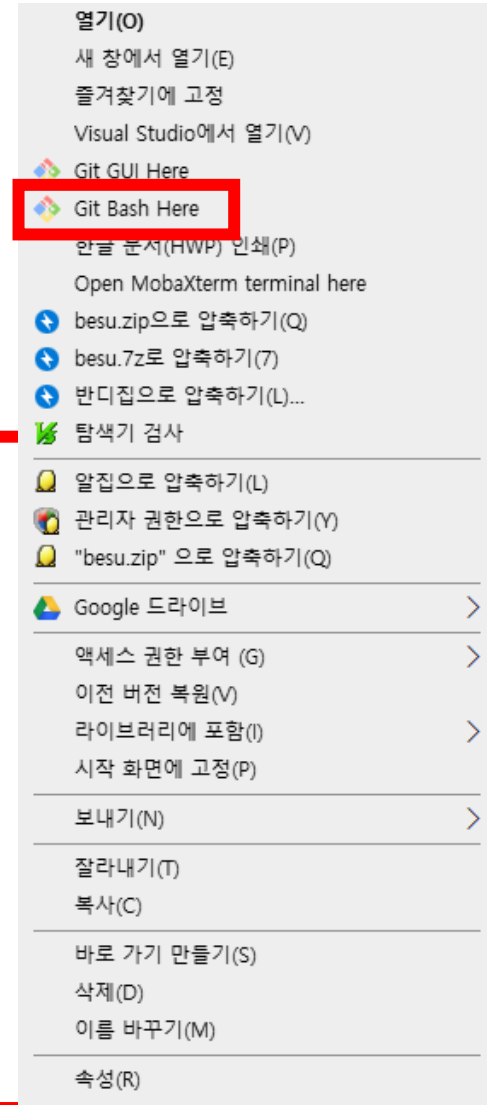 열기(O)
새 창에서 열기(E)
즐겨찾기에 고정
Visual Studio에서 열기(V)
Git GUI Here
Git Bash Here
한글 문서(HWP) 인쇄(P)
Open MobaXterm terminal here
besu.zip으로 압축하기(Q)
besu.7z로 압축하기(7)
반디집으로 압축하기(L)...
탐색기 검사
알집으로 압축하기(L)
관리자 권한으로 압축하기(Y)
"besu.zip" 으로 압축하기(Q)
Google 드라이브
액세스 권한 부여 (G)
이전 버전 복원(V)
라이브러리에 포함(I)
시작 화면에 고정(P)
보내기(N)
잘라내기(T)
복사(C)
바로 가기 만들기(S)
삭제(D)
이름 바꾸기(M)
속성(R)